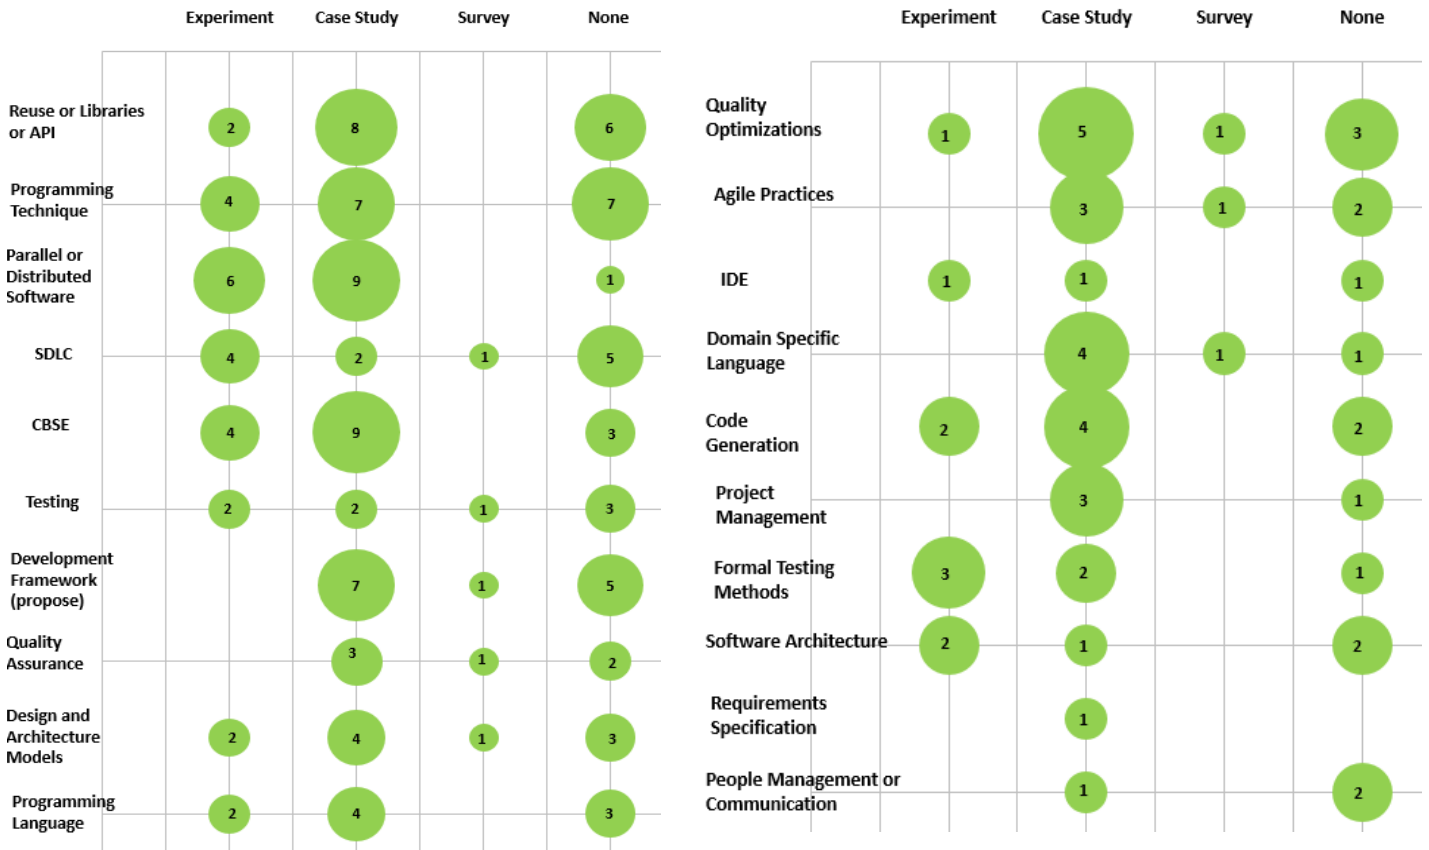 Experiment Case Study Survey None
Reuse or Libraries
or API
2 8 6
Programming
Technique
4 7 7
Parallel or
Distributed
Software
6 9 1
SDLC
4 2 1 5
CBSE
4 9 3
Testing
2 2 1 3
Development
Framework
(propose)
7 1 5
Quality
Assurance
3 1 2
Design and
Architecture
Models
2 4 1 3
Programming
Language
2 4 3
Experiment Case Study Survey None
Quality
Optimizations
1 5 1 3
Agile Practices
3 1 2
IDE
1 1 1
Domain Specific
Language
4 1 1
Code
Generation
2 4 2
Project
Management
3 1
Formal Testing
Methods
3 2 1
Software Architecture
2 1 2
Requirements
Specification
1
People Management or
Communication
1 2